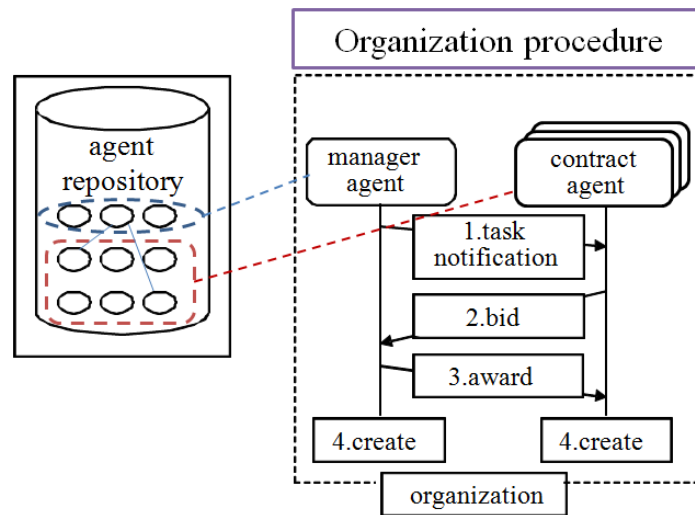 Organization procedure
agent
repository
manager
agent
contract
agent
1.task
notification
2.bid
3.award
4.create
4.create
organization